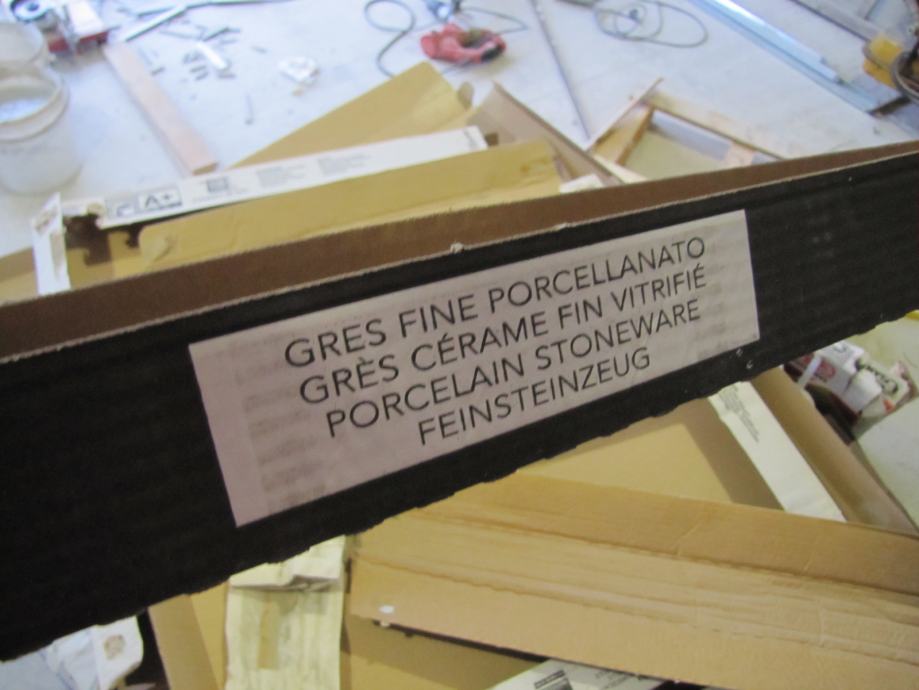 GRES FINE PORCELLANATO
GRÈS CÉRAME FIN VITRIFIÉ
PORCELAIN STONEWARE
FEINSTEINZEUG
A+